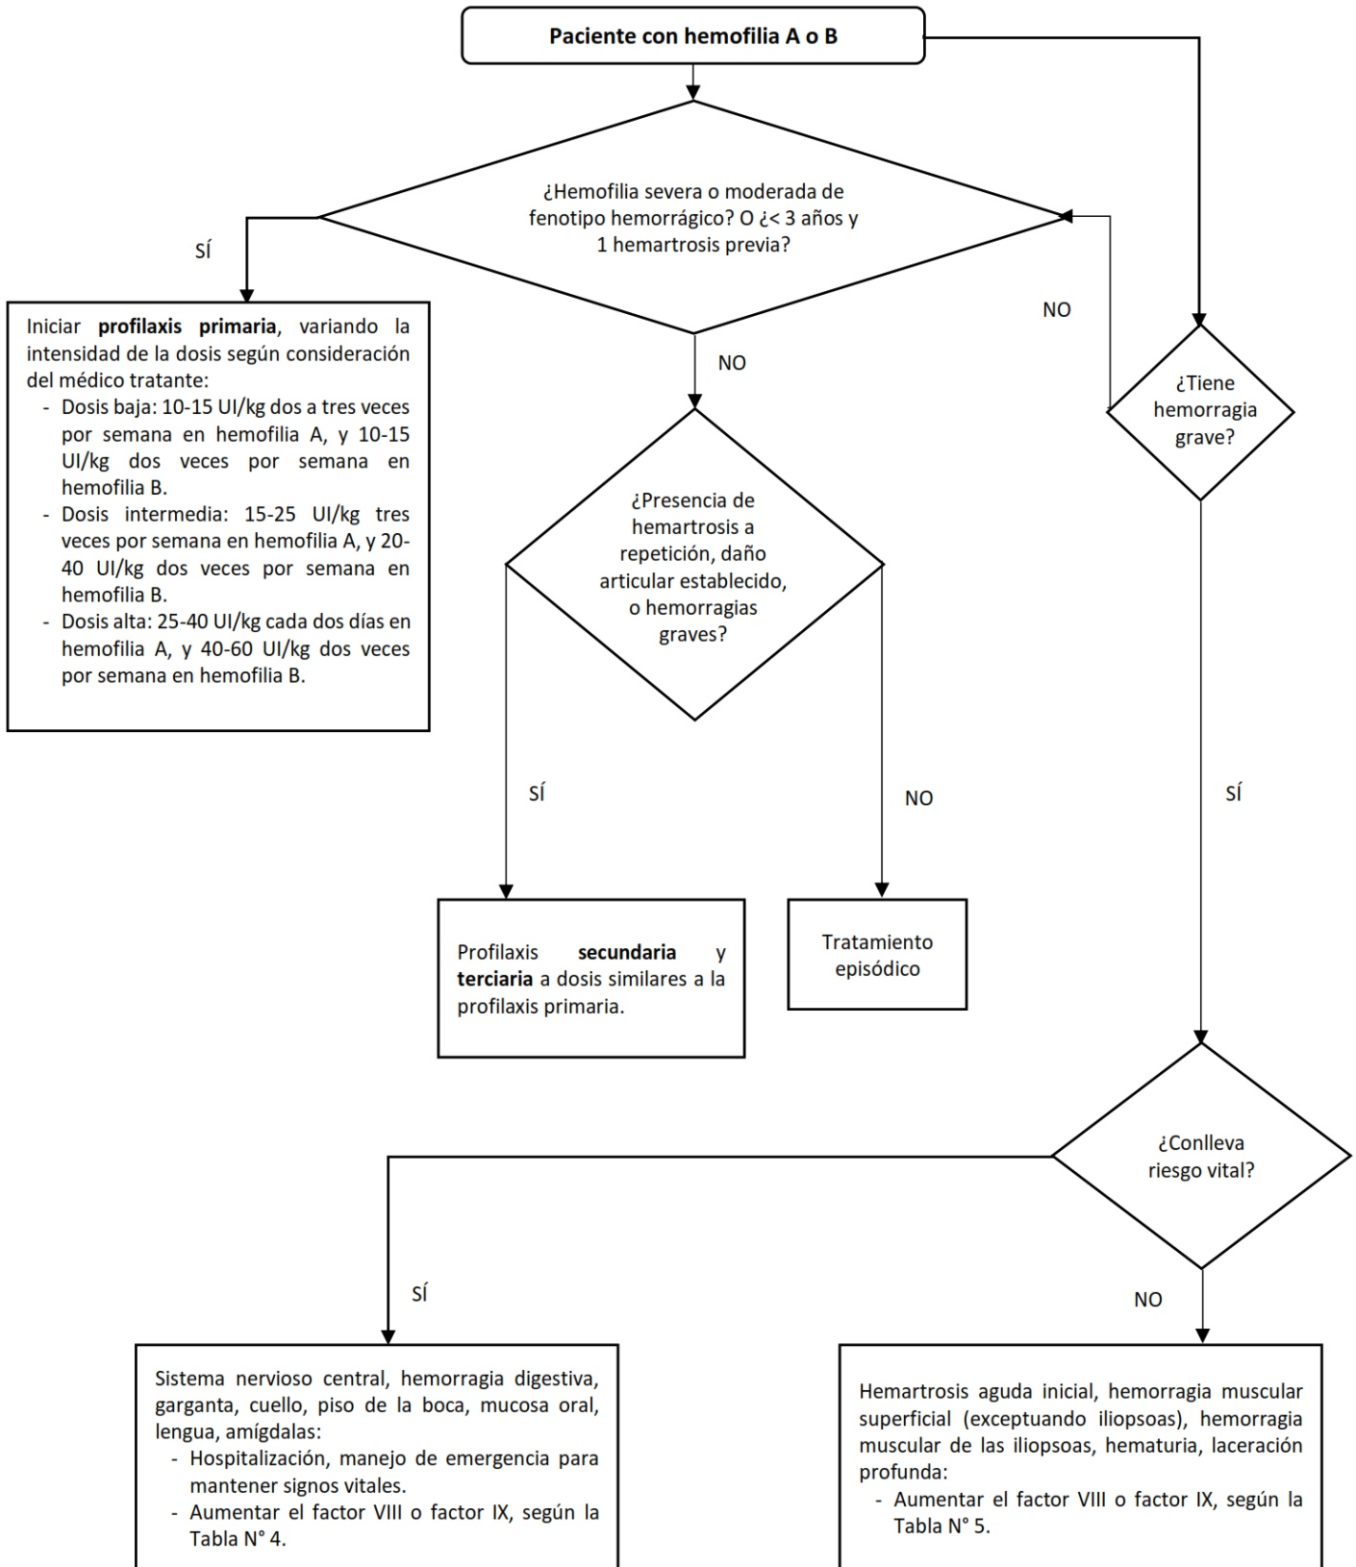 Paciente con hemofilia A o B
¿Hemofilia severa o moderada de
fenotipo hemorrágico? O ¿< 3 años y
1 hemartrosis previa?
SÍ
NO
NO
Iniciar profilaxis primaria, variando la
intensidad de la dosis según consideración
del médico tratante:
- Dosis baja: 10-15 UI/kg dos a tres veces
por semana en hemofilia A, y 10-15
UI/kg dos veces por semana en
hemofilia B.
- Dosis intermedia: 15-25 UI/kg tres
veces por semana en hemofilia A, y 20-
40 UI/kg dos veces por semana en
hemofilia B.
- Dosis alta: 25-40 UI/kg cada dos días en
hemofilia A, y 40-60 UI/kg dos veces
por semana en hemofilia B.
¿Tiene
hemorragia
grave?
¿Presencia de
hemartrosis a
repetición, daño
articular establecido,
o hemorragias
graves?
SÍ
NO
SÍ
Profilaxis secundaria y
terciaria a dosis similares a la
profilaxis primaria.
Tratamiento
episódico
¿Conlleva
riesgo vital?
SÍ
NO
Sistema nervioso central, hemorragia digestiva,
garganta, cuello, piso de la boca, mucosa oral,
lengua, amígdalas:
- Hospitalización, manejo de emergencia para
mantener signos vitales.
- Aumentar el factor VIII o factor IX, según la
Tabla N° 4.
Hemartrosis aguda inicial, hemorragia muscular
superficial (exceptuando iliopsoas), hemorragia
muscular de las iliopsoas, hematuria, laceración
profunda:
- Aumentar el factor VIII o factor IX, según la
Tabla N° 5.